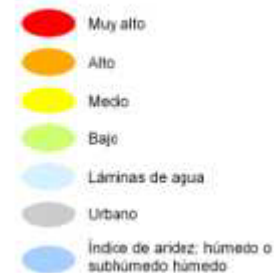 Muy alto
Alto
Medio
Bajo
Láminas de agua
Urbano
Índice de aridez: húmedo o
subhúmedo húmedo